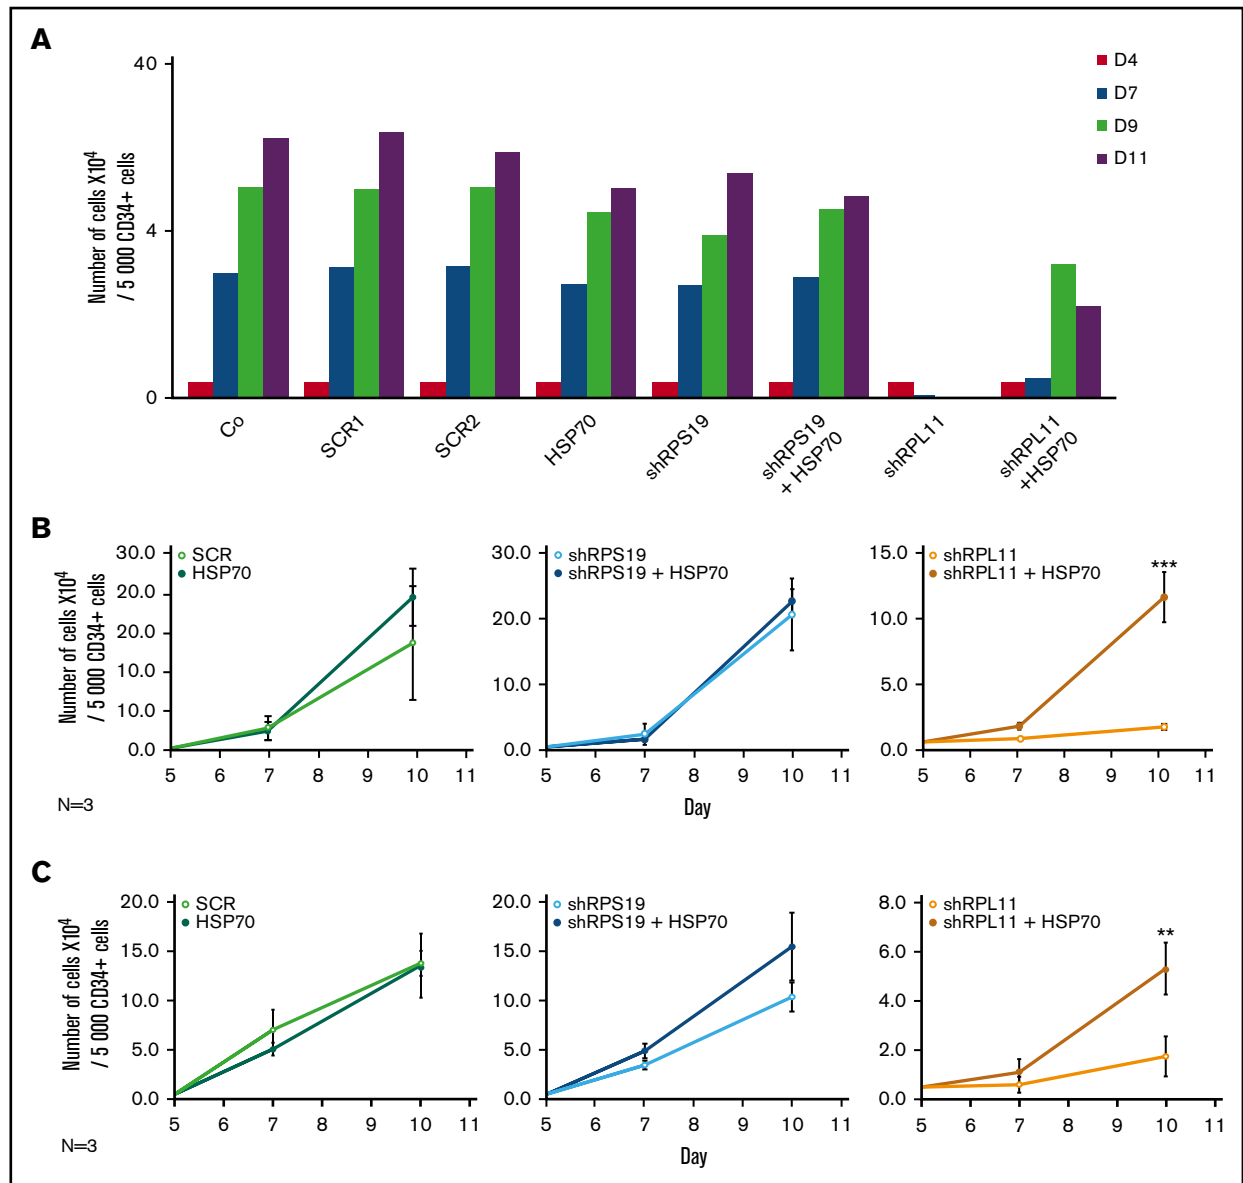 A
40
4
0
Number of cells X10⁴
/ 5 000 CD34+ cells
D4
D7
D9
D11
Co
SCR1
SCR2
HSP70
shRPS19
shRPS19
+ HSP70
shRPL11
shRPL11
+HSP70
B
Number of cells X10⁴
/ 5 000 CD34+ cells
30.0
20.0
20.0
10.0
10.0
0.0
SCR
HSP70
5 6 7 8 9 10 11
30.0
20.0
10.0
0.0
shRPS19
shRPS19 + HSP70
5 6 7 8 9 10 11
15.0
10.0
5.0
0.0
shRPL11
shRPL11 + HSP70
***
5 6 7 8 9 10 11
N=3
Day
C
Number of cells X10⁴
/ 5 000 CD34+ cells
20.0
15.0
10.0
5.0
0.0
SCR
HSP70
5 6 7 8 9 10 11
20.0
15.0
10.0
5.0
0.0
shRPS19
shRPS19 + HSP70
5 6 7 8 9 10 11
8.0
6.0
4.0
2.0
0.0
shRPL11
shRPL11 + HSP70
**
5 6 7 8 9 10 11
N=3
Day